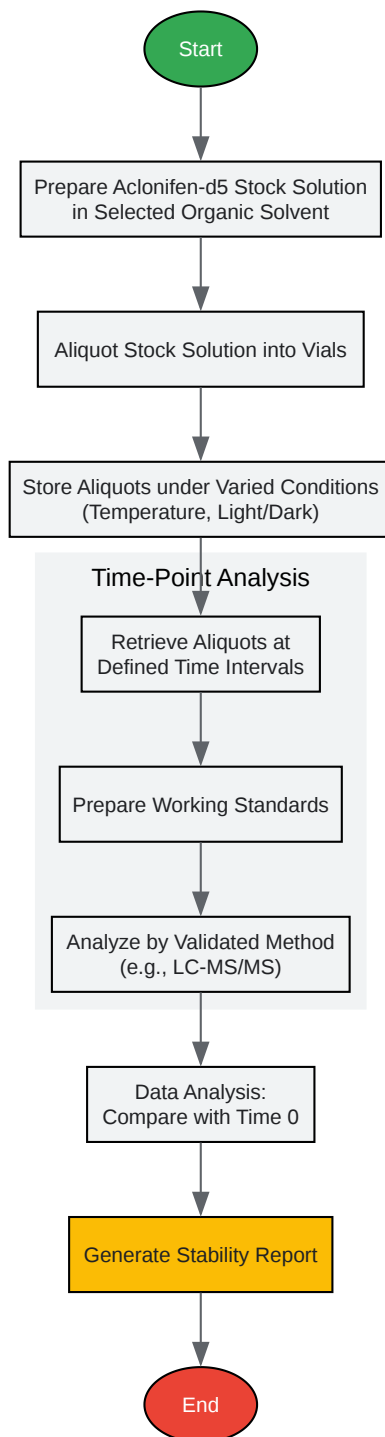 Start
Prepare Aclonifen-d5 Stock Solution
in Selected Organic Solvent
Aliquot Stock Solution into Vials
Store Aliquots under Varied Conditions
(Temperature, Light/Dark)
Time-Point Analysis
Retrieve Aliquots at
Defined Time Intervals
Prepare Working Standards
Analyze by Validated Method
(e.g., LC-MS/MS)
Data Analysis:
Compare with Time 0
Generate Stability Report
End